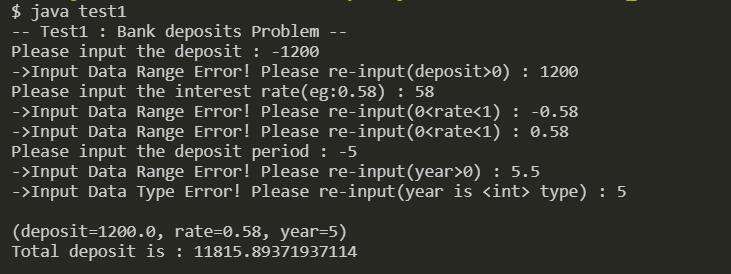 $ java test1
-- Test1 : Bank deposits Problem --
Please input the deposit : -1200
->Input Data Range Error! Please re-input(deposit>0) : 1200
Please input the interest rate(eg:0.58) : 58
->Input Data Range Error! Please re-input(0<rate<1) : -0.58
->Input Data Range Error! Please re-input(0<rate<1) : 0.58
Please input the deposit period : -5
->Input Data Range Error! Please re-input(year>0) : 5.5
->Input Data Type Error! Please re-input(year is <int> type) : 5
(deposit=1200.0, rate=0.58, year=5)
Total deposit is : 11815.89371937114